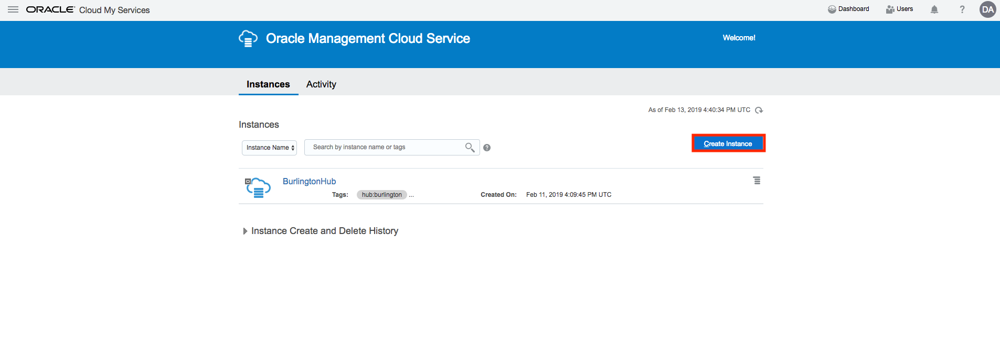 ORACLE Cloud My Services
Dashboard
Users
?
DA
Oracle Management Cloud Service
Welcome!
Instances
Activity
As of Feb 13, 2019 4:40:34 PM UTC
Instances
Instance Name
Search by instance name or tags
?
Create Instance
BurlingtonHub
Tags: hub:burlington ...
Created On: Feb 11, 2019 4:09:45 PM UTC
Instance Create and Delete History